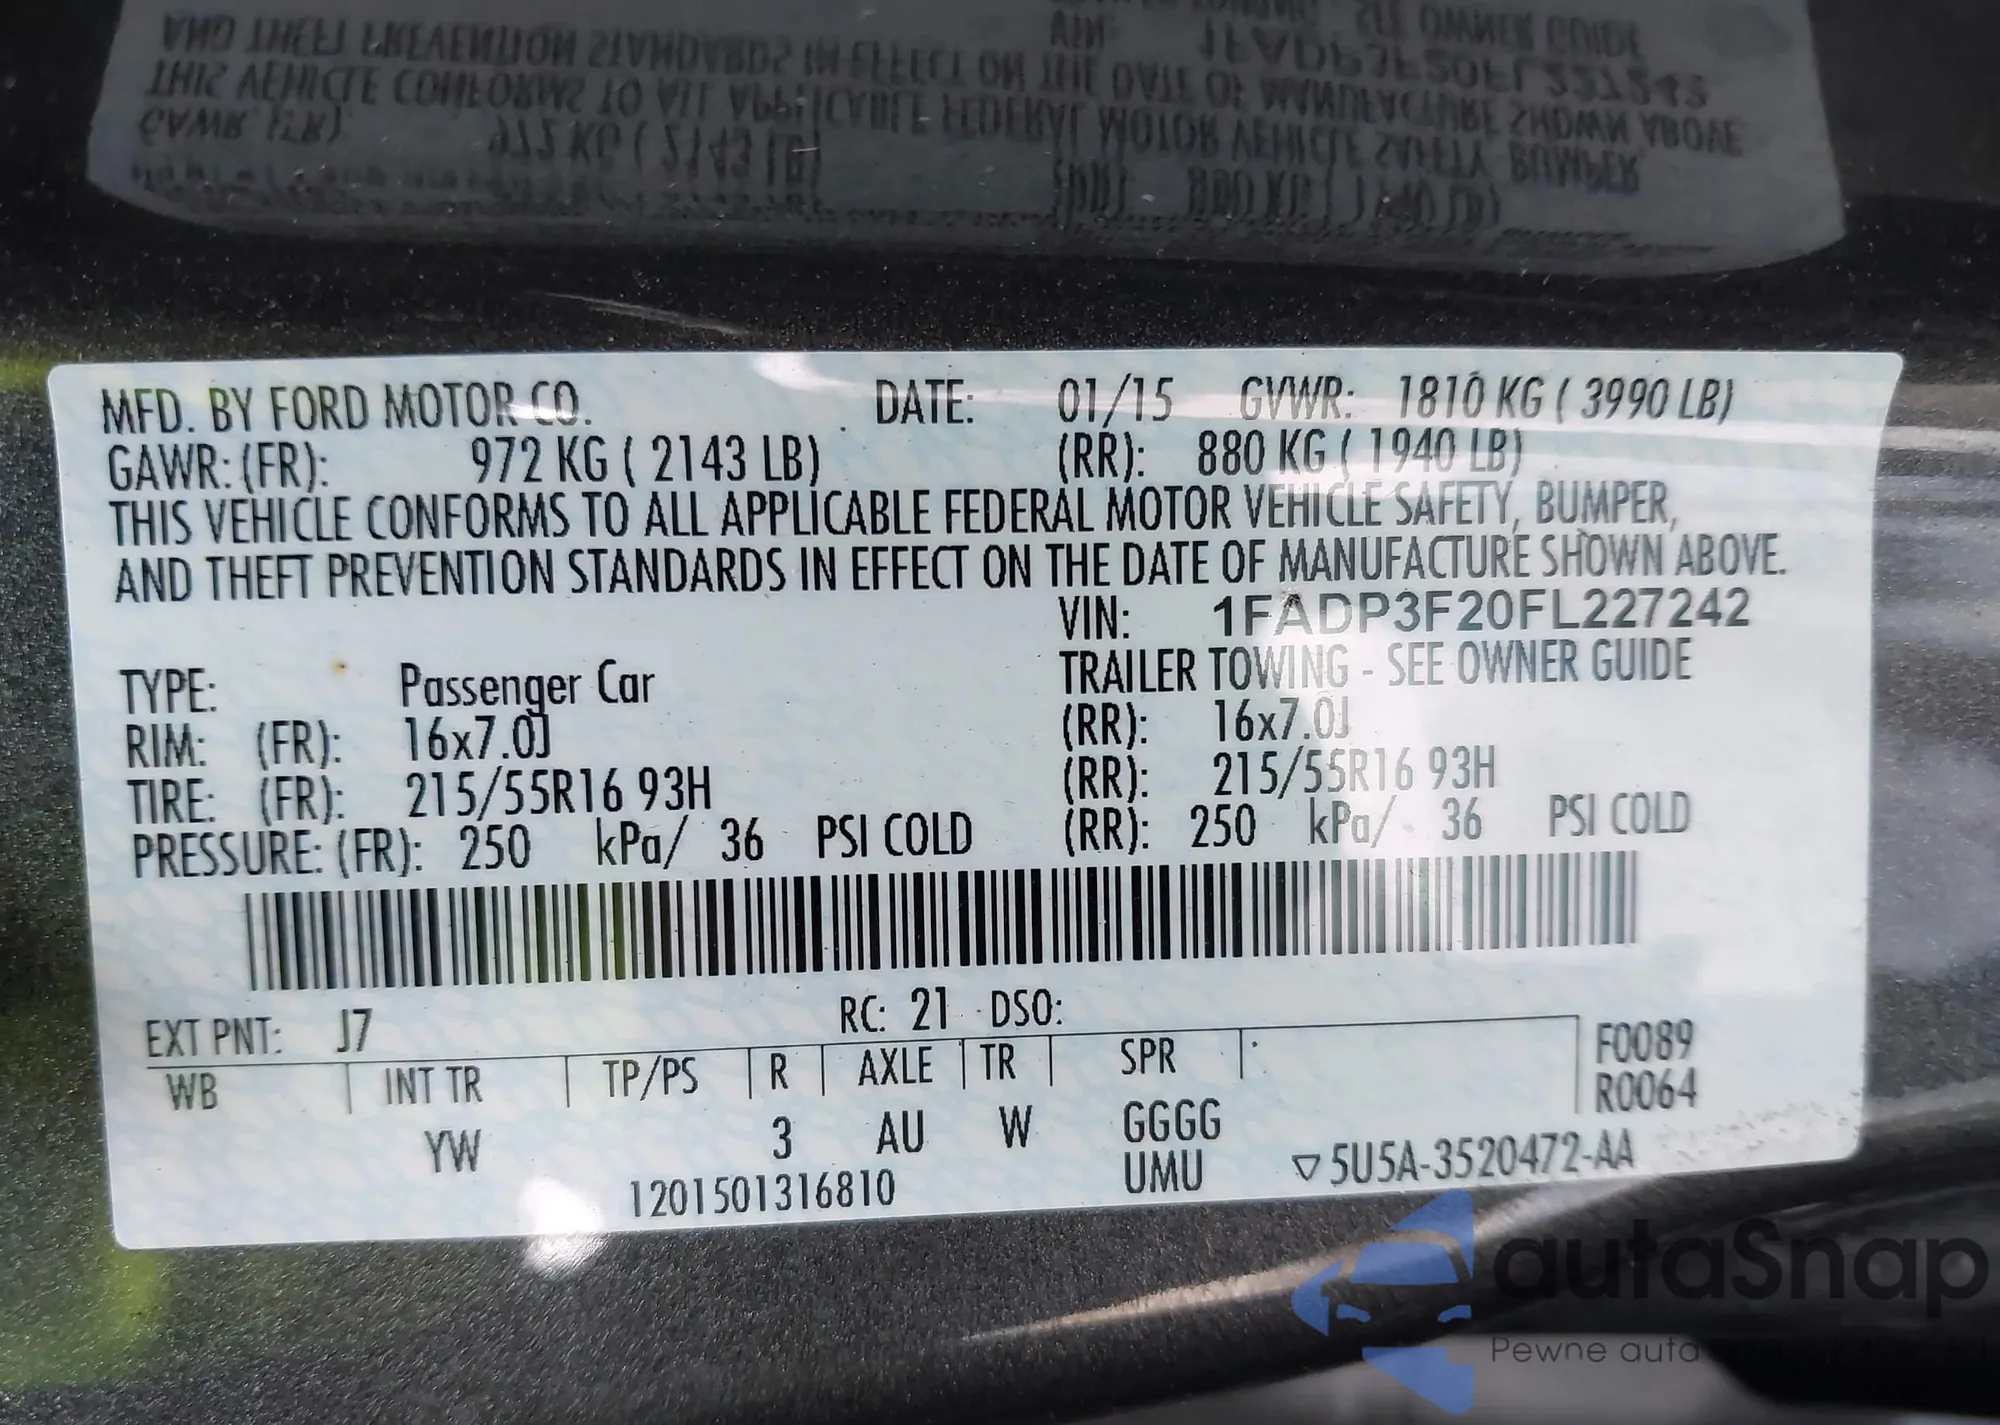 MFD. BY FORD MOTOR CO. DATE: 01/15 GVWR: 1810 KG ( 3990 LB)
GAWR: (FR): 972 KG ( 2143 LB) (RR): 880 KG ( 1940 LB)
THIS VEHICLE CONFORMS TO ALL APPLICABLE FEDERAL MOTOR VEHICLE SAFETY, BUMPER,
AND THEFT PREVENTION STANDARDS IN EFFECT ON THE DATE OF MANUFACTURE SHOWN ABOVE.
VIN: 1FADP3F20FL227242
TYPE: Passenger Car TRAILER TOWING - SEE OWNER GUIDE
RIM: (FR): 16x7.0J (RR): 16x7.0J
TIRE: (FR): 215/55R16 93H (RR): 215/55R16 93H
PRESSURE: (FR): 250 kPa/ 36 PSI COLD (RR): 250 kPa/ 36 PSI COLD
EXT PNT: J7 RC: 21 DSO:
WB INT TR TP/PS R AXLE TR SPR F0089
R0064
YW 3 AU W GGGG
1201501316810 UMU ▽5U5A-3520472-AA
autaSnap
Pewne auta